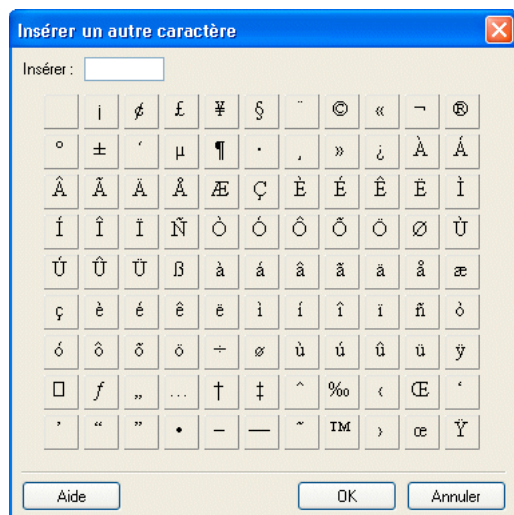 Insérer un autre caractère
Insérer :
¡ ¢ £ ¥ § ¨ © « ¬ ®
° ± ´ µ ¶ · ¸ » ¿ À Á
Â Ã Ä Å Æ Ç È É Ê Ë Ì
Í Î Ï Ñ Ò Ó Ô Õ Ö Ø Ù
Ú Û Ü ß à á â ã ä å æ
ç è é ê ë ì í î ï ñ ò
ó ô õ ö ÷ ø ù ú û ü ÿ
□ ƒ „ … † ‡ ˆ ‰ ‹ Œ ‘
’ “ ” • – — ˜ ™ › œ Ÿ
Aide OK Annuler